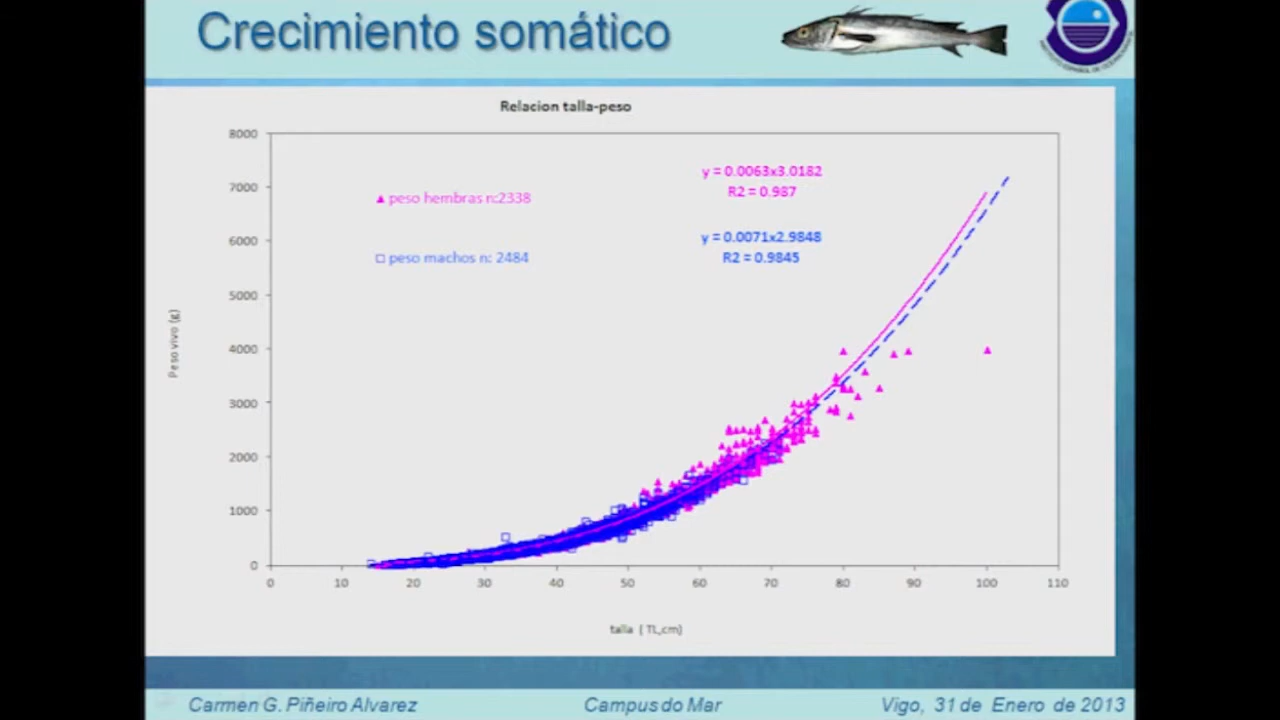 Crecimiento somático
Relacion talla-peso
8000
7000
6000
5000
4000
3000
2000
1000
0
Peso vivo (g)
▲ peso hembras n:2338
□ peso machos n: 2484
y = 0.0063x3.0182
R2 = 0.987
y = 0.0071x2.9848
R2 = 0.9845
0 10 20 30 40 50 60 70 80 90 100 110
talla ( TL,cm)
Carmen G. Piñeiro Alvarez Campus do Mar Vigo, 31 de Enero de 2013